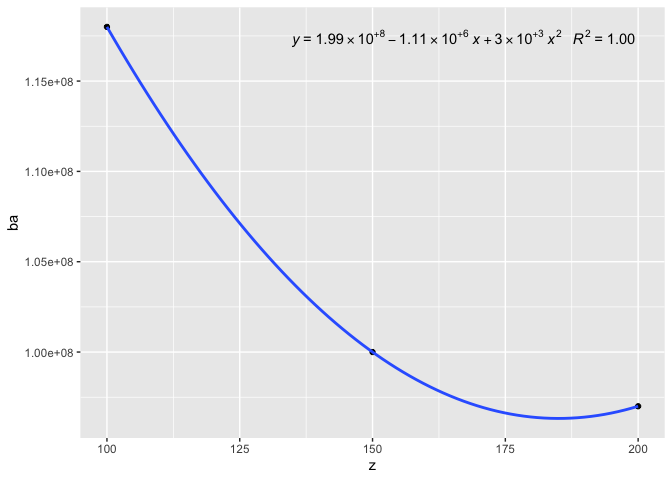 y = 1.99 × 10⁺⁸ − 1.11 × 10⁺⁶ x + 3 × 10⁺³ x²   R² = 1.00
1.15e+08
1.10e+08
1.05e+08
1.00e+08
ba
100 125 150 175 200
z